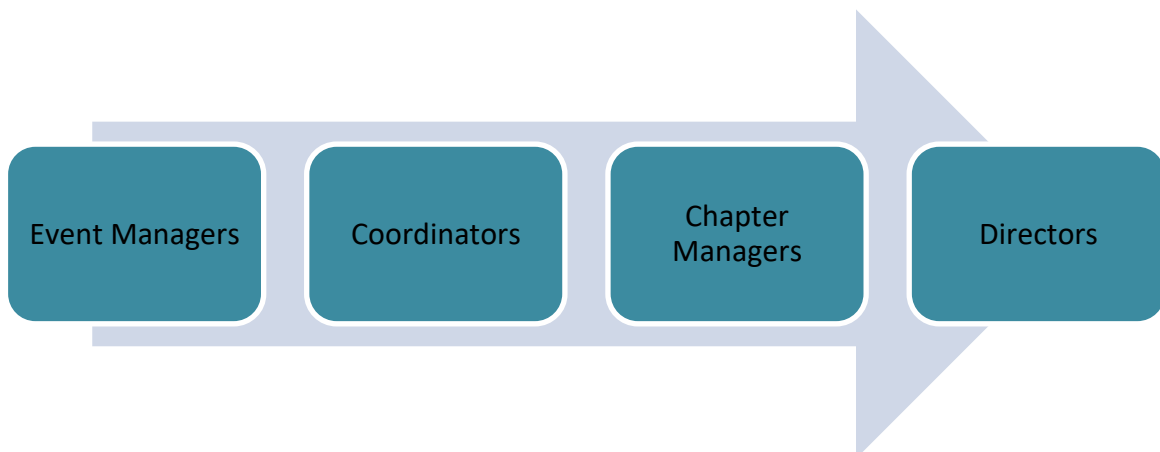 Event Managers
Coordinators
Chapter
Managers
Directors